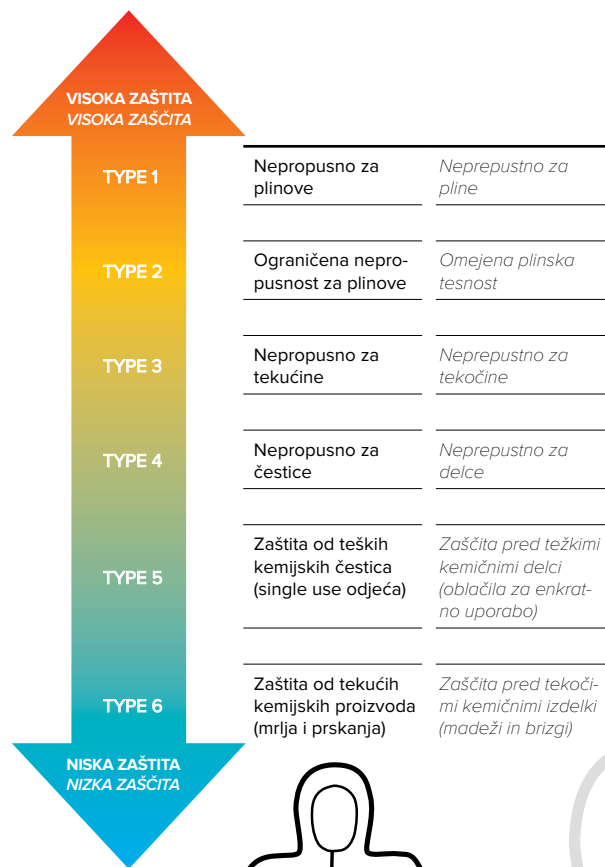 VISOKA ZAŠTITA
VISOKA ZAŠČITA
TYPE 1
Nepropusno za
plinove
Neprepustno za
pline
TYPE 2
Ograničena nepro-
pusnost za plinove
Omejena plinska
tesnost
TYPE 3
Nepropusno za
tekućine
Neprepustno za
tekočine
TYPE 4
Nepropusno za
čestice
Neprepustno za
delce
TYPE 5
Zaštita od teških
kemijskih čestica
(single use odjeća)
Zaščita pred težkimi
kemičnimi delci
(oblačila za enkrat-
no uporabo)
TYPE 6
Zaštita od tekućih
kemijskih proizvoda
(mrlja i prskanja)
Zaščita pred tekoči-
mi kemičnimi izdelki
(madeži in brizgi)
NISKA ZAŠTITA
NIZKA ZAŠČITA